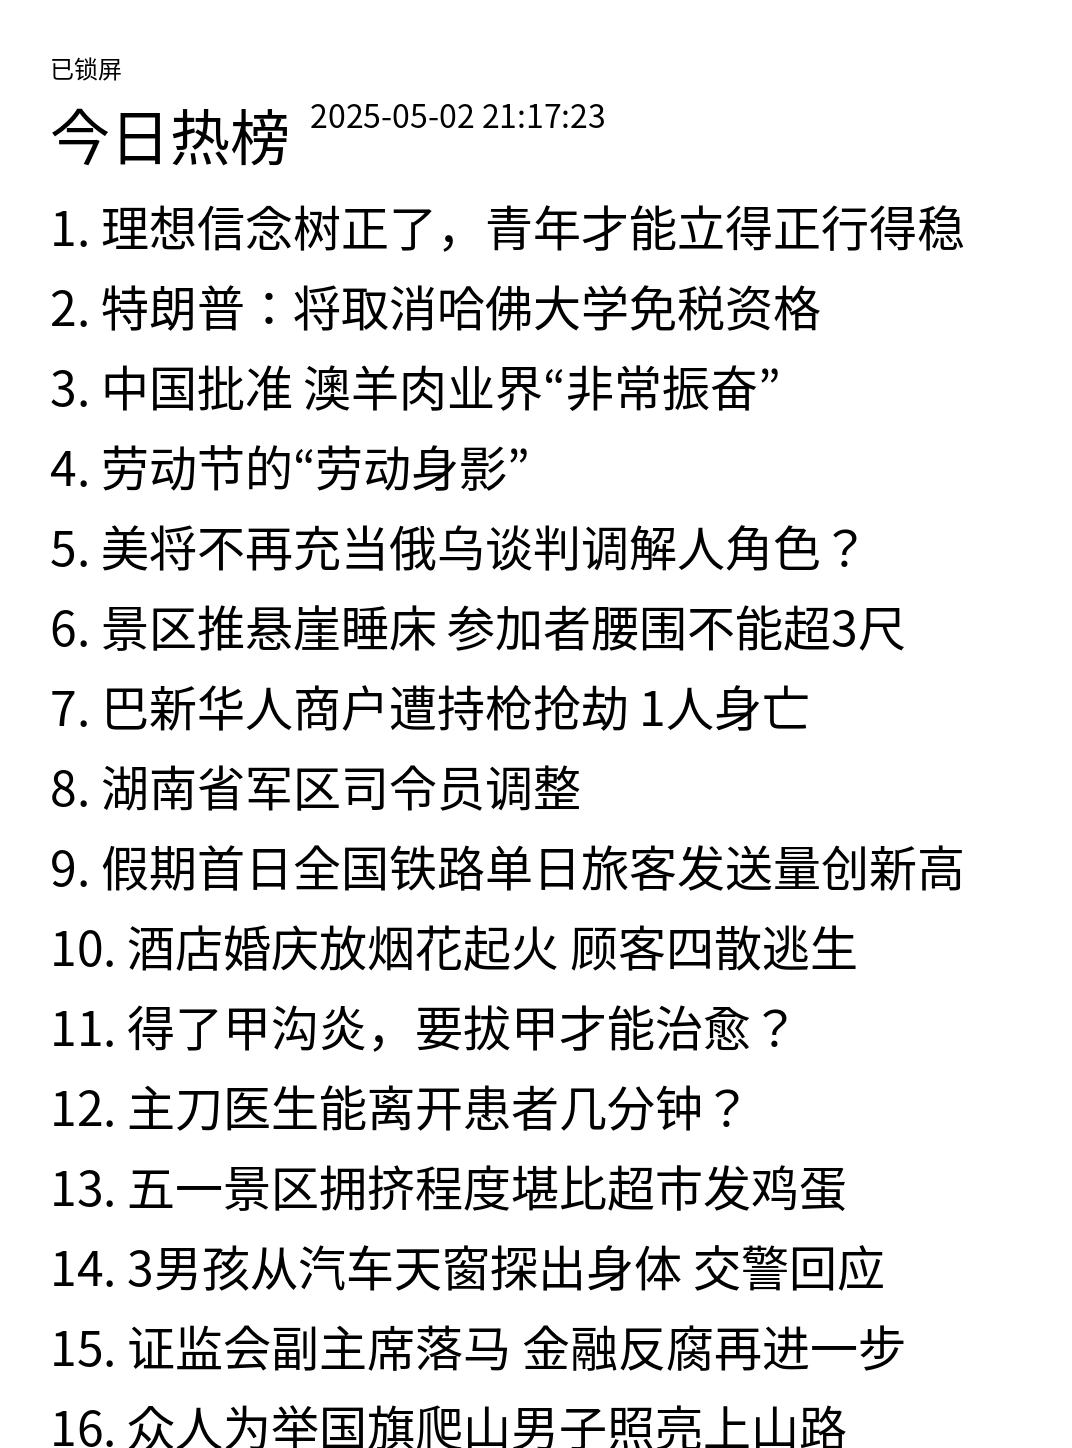 已锁屏
今日热榜 2025-05-02 21:17:23
1. 理想信念树正了，青年才能立得正行得稳
2. 特朗普：将取消哈佛大学免税资格
3. 中国批准 澳羊肉业界“非常振奋”
4. 劳动节的“劳动身影”
5. 美将不再充当俄乌谈判调解人角色？
6. 景区推悬崖睡床 参加者腰围不能超3尺
7. 巴新华人商户遭持枪抢劫 1人身亡
8. 湖南省军区司令员调整
9. 假期首日全国铁路单日旅客发送量创新高
10. 酒店婚庆放烟花起火 顾客四散逃生
11. 得了甲沟炎，要拔甲才能治愈？
12. 主刀医生能离开患者几分钟？
13. 五一景区拥挤程度堪比超市发鸡蛋
14. 3男孩从汽车天窗探出身体 交警回应
15. 证监会副主席落马 金融反腐再进一步
16. 众人为举国旗爬山男子照亮上山路